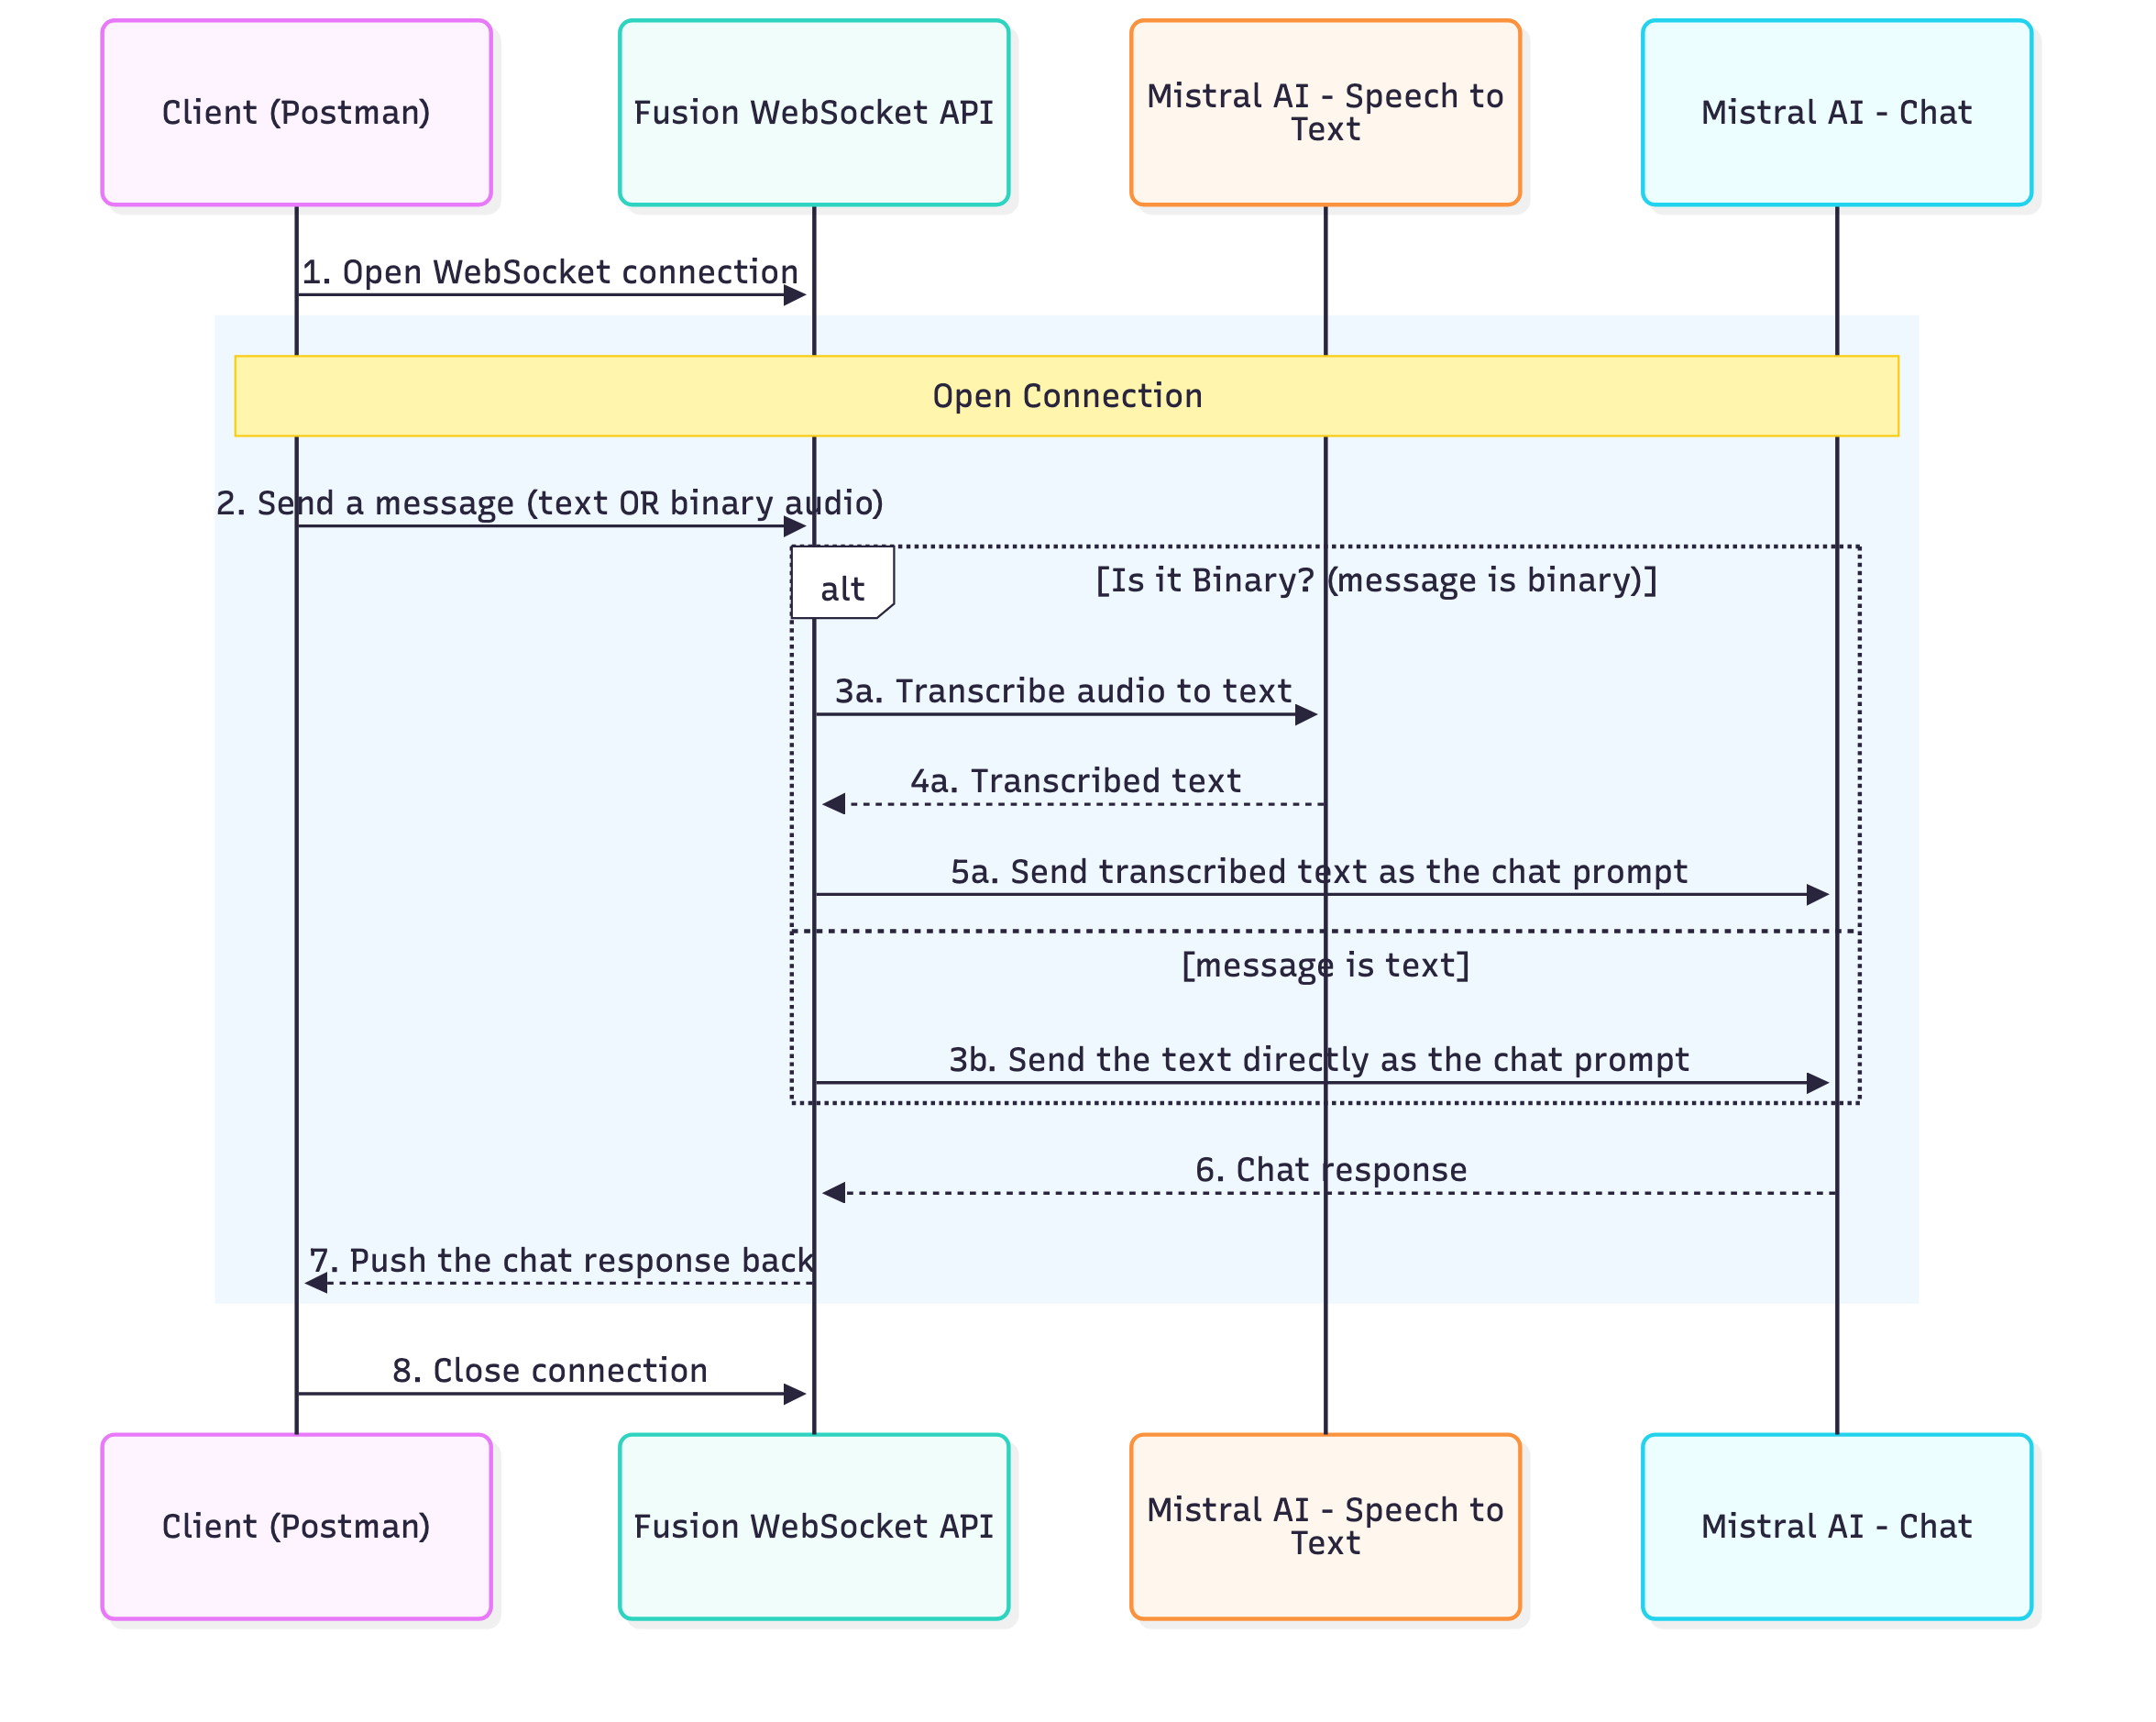 Client (Postman)
Fusion WebSocket API
Mistral AI - Speech to
Text
Mistral AI - Chat
1. Open WebSocket connection
Open Connection
2. Send a message (text OR binary audio)
alt
[Is it Binary? (message is binary)]
3a. Transcribe audio to text
4a. Transcribed text
5a. Send transcribed text as the chat prompt
[message is text]
3b. Send the text directly as the chat prompt
6. Chat response
7. Push the chat response back
8. Close connection
Client (Postman)
Fusion WebSocket API
Mistral AI - Speech to
Text
Mistral AI - Chat